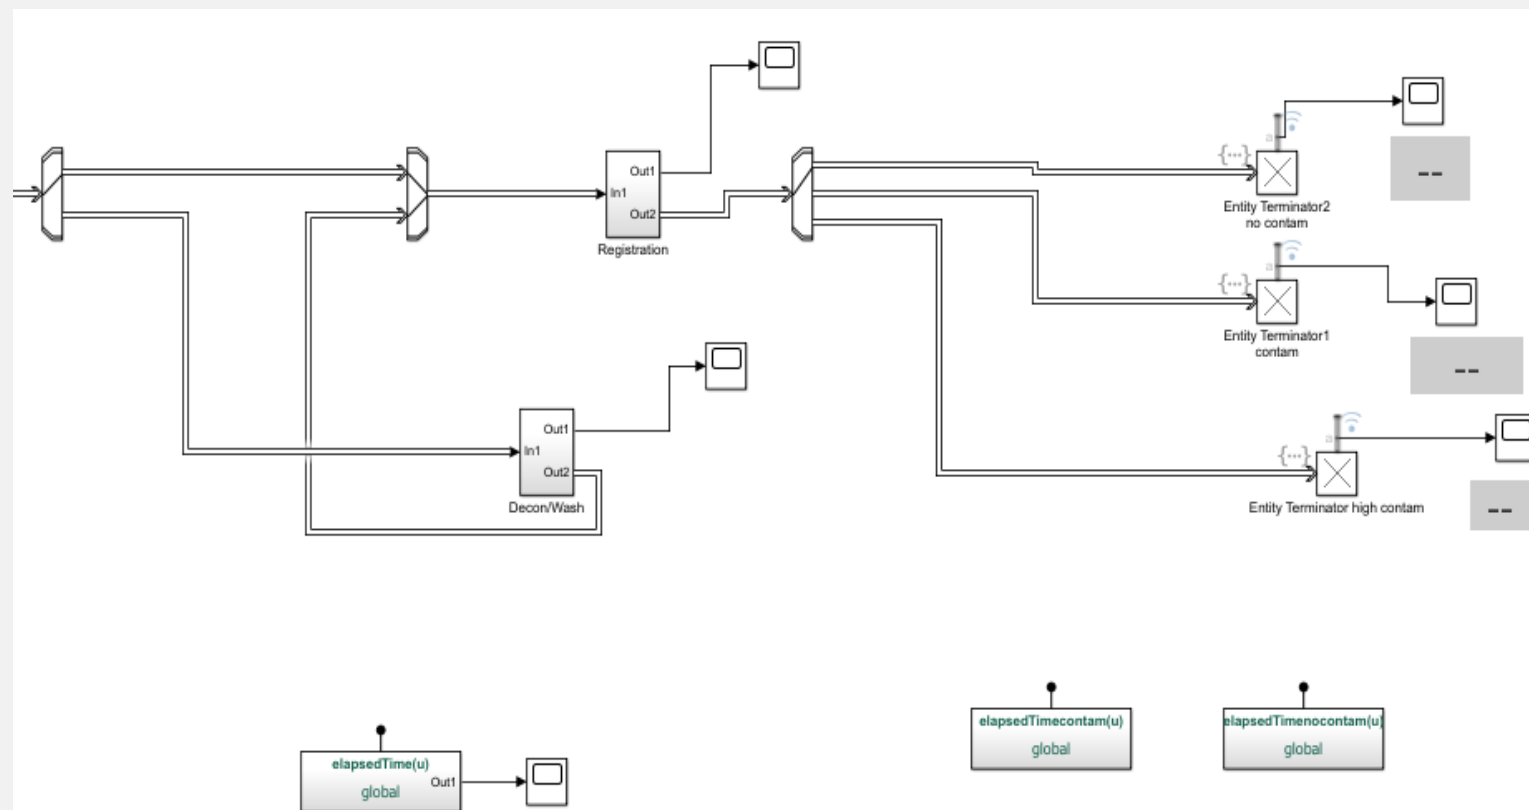 Out1
In1
Out2
Registration
a
{...}
Entity Terminator2
no contam
--
a
{...}
Entity Terminator1
contam
--
Out1
In1
Out2
Decon/Wash
a
{...}
Entity Terminator high contam
--
elapsedTime(u)
global
Out1
elapsedTimecontam(u)
global
elapsedTimenocontam(u)
global